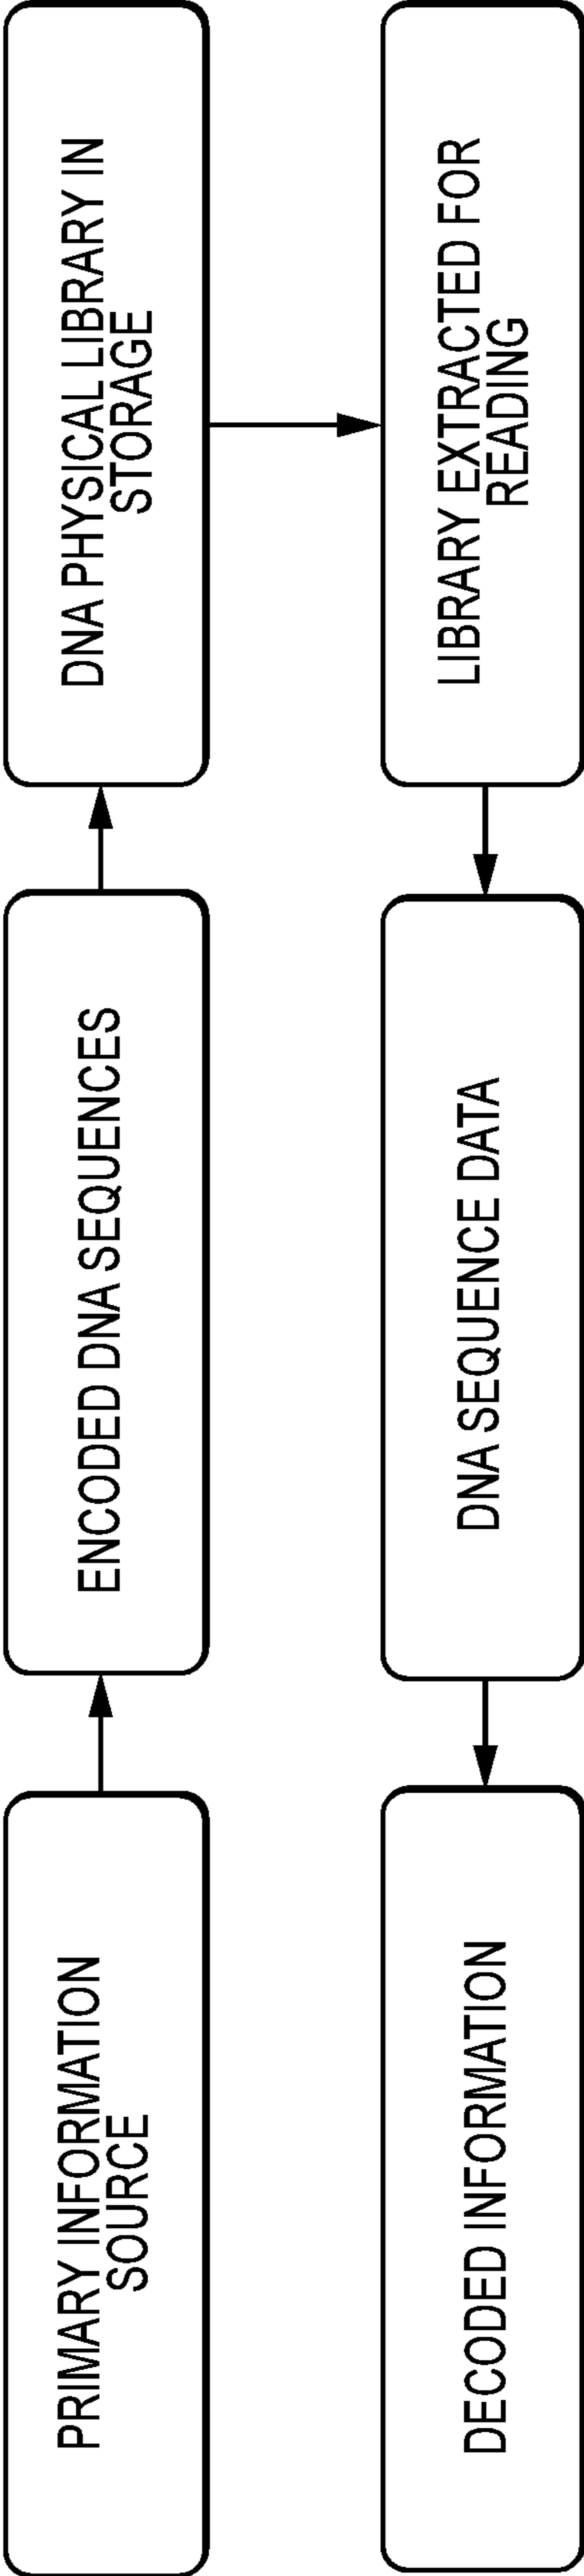 PRIMARY INFORMATION
SOURCE
ENCODED DNA SEQUENCES
DNA PHYSICAL LIBRARY IN
STORAGE
LIBRARY EXTRACTED FOR
READING
DNA SEQUENCE DATA
DECODED INFORMATION